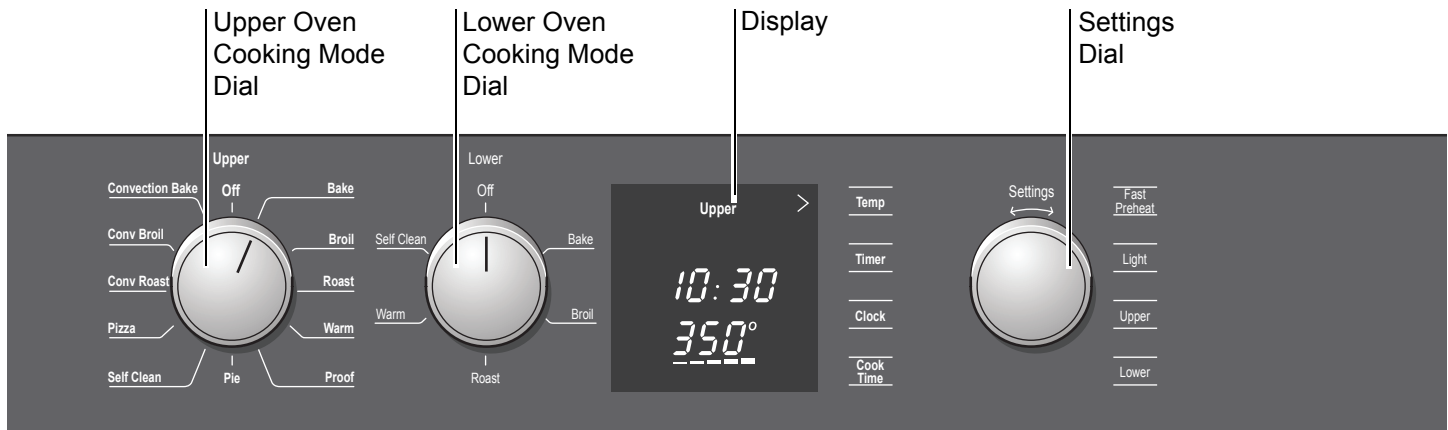 Upper Oven
Cooking Mode
Dial
Lower Oven
Cooking Mode
Dial
Display
Settings
Dial
Upper
Off
Convection Bake
Conv Broil
Conv Roast
Pizza
Self Clean
Pie
Bake
Broil
Roast
Warm
Proof
Lower
Off
Self Clean
Warm
Roast
Bake
Broil
Upper >
10:30
350°
Temp
Timer
Clock
Cook
Time
Settings
Fast
Preheat
Light
Upper
Lower